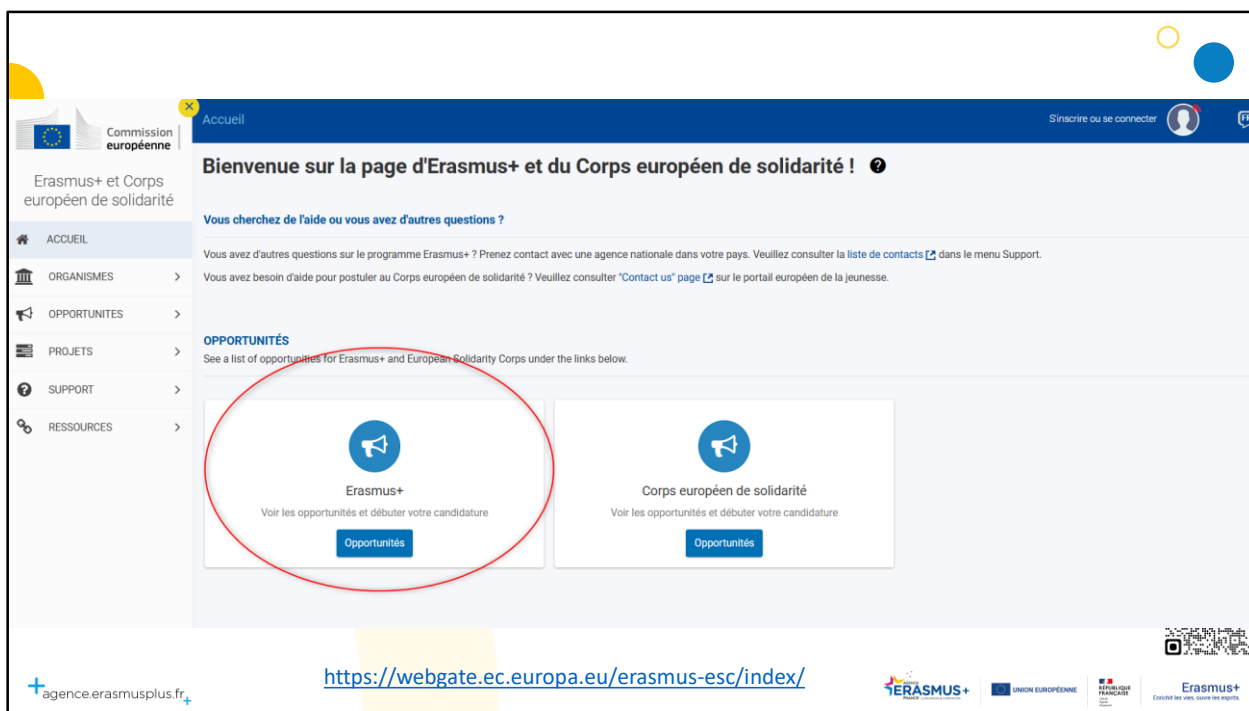 Commission
européenne
Erasmus+ et Corps
européen de solidarité
ACCUEIL
ORGANISMES
OPPORTUNITES
PROJETS
SUPPORT
RESSOURCES
Accueil
S'inscrire ou se connecter
FR
Bienvenue sur la page d'Erasmus+ et du Corps européen de solidarité !
Vous cherchez de l'aide ou vous avez d'autres questions ?
Vous avez d'autres questions sur le programme Erasmus+ ? Prenez contact avec une agence nationale dans votre pays. Veuillez consulter la liste de contacts dans le menu Support.
Vous avez besoin d'aide pour postuler au Corps européen de solidarité ? Veuillez consulter "Contact us" page sur le portail européen de la jeunesse.
OPPORTUNITÉS
See a list of opportunities for Erasmus+ and European Solidarity Corps under the links below.
Erasmus+
Voir les opportunités et débuter votre candidature
Opportunités
Corps européen de solidarité
Voir les opportunités et débuter votre candidature
Opportunités
agence.erasmusplus.fr
https://webgate.ec.europa.eu/erasmus-esc/index/
AGENCE
ERASMUS+
FRANCE
UNION EUROPÉENNE
RÉPUBLIQUE
FRANÇAISE
Erasmus+
Enrichit les vies, ouvre les esprits.